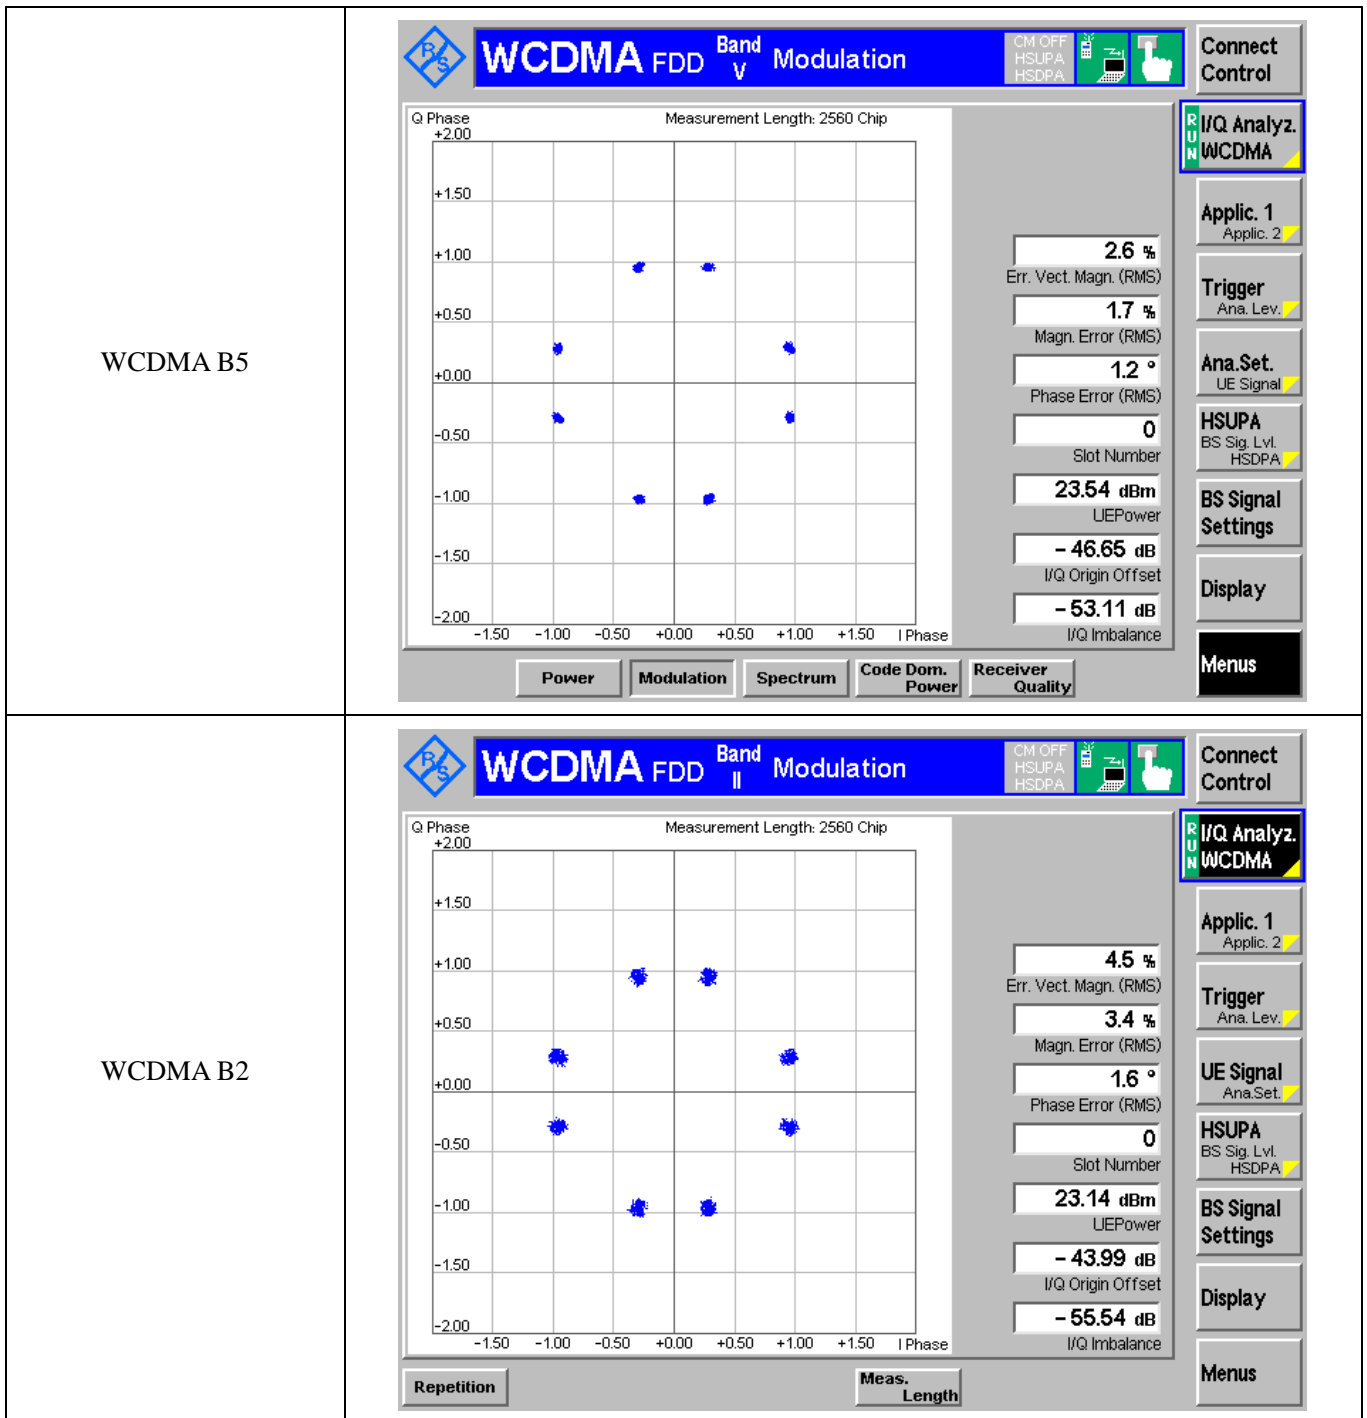 WCDMA B5
R/S
WCDMA FDD Band V Modulation
CM OFF
HSUPA
HSDPA
Connect
Control
Q Phase
Measurement Length: 2560 Chip
+2.00
+1.50
+1.00
+0.50
+0.00
-0.50
-1.00
-1.50
-2.00
-1.50 -1.00 -0.50 +0.00 +0.50 +1.00 +1.50 I Phase
2.6 %
Err. Vect. Magn. (RMS)
1.7 %
Magn. Error (RMS)
1.2 °
Phase Error (RMS)
0
Slot Number
23.54 dBm
UEPower
- 46.65 dB
I/Q Origin Offset
- 53.11 dB
I/Q Imbalance
RUN
I/Q Analyz.
WCDMA
Applic. 1
Applic. 2
Trigger
Ana. Lev.
Ana.Set.
UE Signal
HSUPA
BS Sig. Lvl.
HSDPA
BS Signal
Settings
Display
Menus
Power
Modulation
Spectrum
Code Dom.
Power
Receiver
Quality
WCDMA B2
R/S
WCDMA FDD Band II Modulation
CM OFF
HSUPA
HSDPA
Connect
Control
Q Phase
Measurement Length: 2560 Chip
+2.00
+1.50
+1.00
+0.50
+0.00
-0.50
-1.00
-1.50
-2.00
-1.50 -1.00 -0.50 +0.00 +0.50 +1.00 +1.50 I Phase
4.5 %
Err. Vect. Magn. (RMS)
3.4 %
Magn. Error (RMS)
1.6 °
Phase Error (RMS)
0
Slot Number
23.14 dBm
UEPower
- 43.99 dB
I/Q Origin Offset
- 55.54 dB
I/Q Imbalance
RUN
I/Q Analyz.
WCDMA
Applic. 1
Applic. 2
Trigger
Ana. Lev.
UE Signal
Ana.Set.
HSUPA
BS Sig. Lvl.
HSDPA
BS Signal
Settings
Display
Menus
Repetition
Meas.
Length